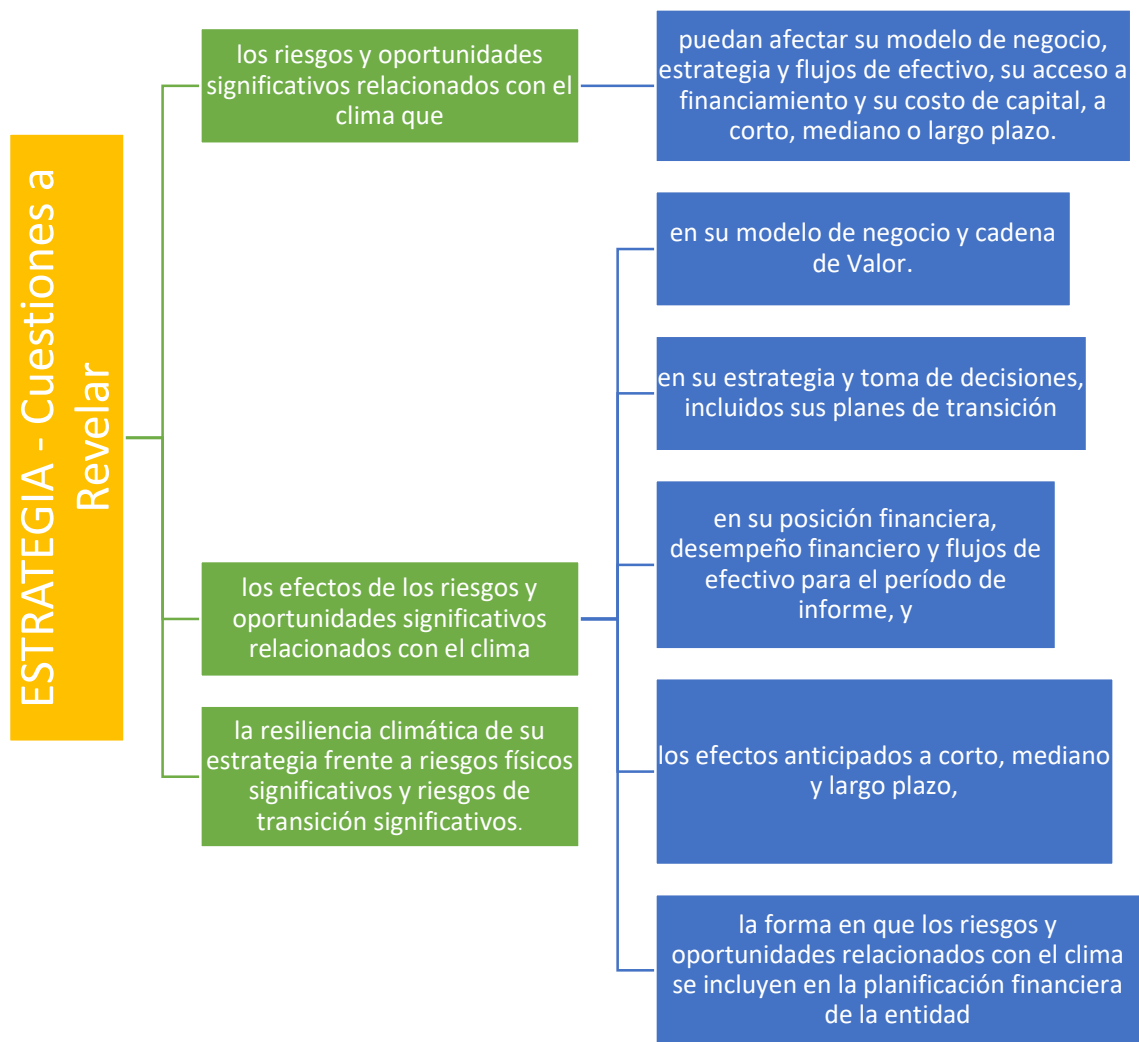 ESTRATEGIA - Cuestiones a
Revelar
los riesgos y oportunidades
significativos relacionados con el
clima que
puedan afectar su modelo de negocio,
estrategia y flujos de efectivo, su acceso a
financiamiento y su costo de capital, a
corto, mediano o largo plazo.
los efectos de los riesgos y
oportunidades significativos
relacionados con el clima
en su modelo de negocio y cadena
de Valor.
en su estrategia y toma de decisiones,
incluidos sus planes de transición
en su posición financiera,
desempeño financiero y flujos de
efectivo para el período de
informe, y
los efectos anticipados a corto, mediano
y largo plazo,
la forma en que los riesgos y
oportunidades relacionados con el clima
se incluyen en la planificación financiera
de la entidad
la resiliencia climática de su
estrategia frente a riesgos físicos
significativos y riesgos de
transición significativos.